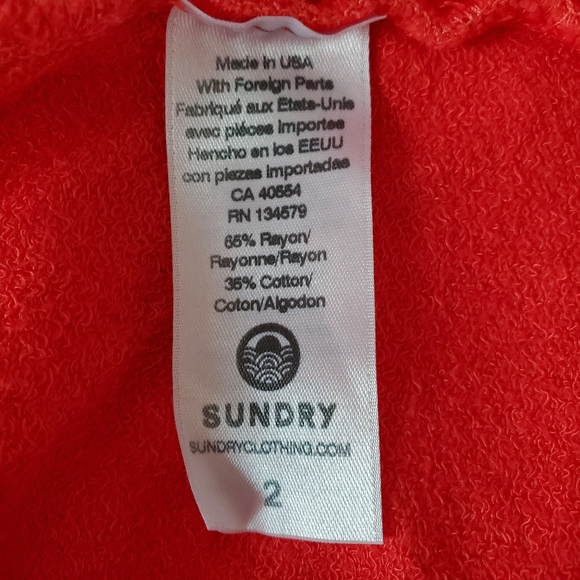 Made in USA
With Foreign Parts
Fabriqué aux Etats-Unis
avec pièces importes
Hencho en los EEUU
con piezas importadas
CA 40554
RN 134579
65% Rayon/
Rayonne/Rayon
35% Cotton/
Coton/Algodon
SUNDRY
SUNDRYCLOTHING.COM
2